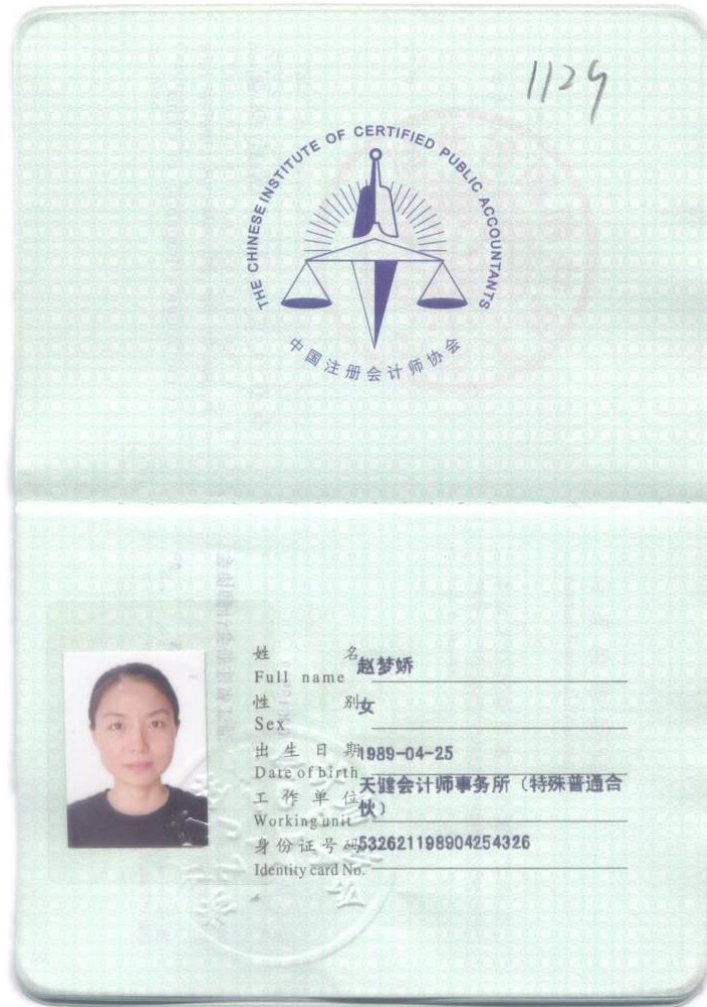 1129
THE CHINESE INSTITUTE OF CERTIFIED PUBLIC ACCOUNTANTS
中国注册会计师协会
姓 名 赵梦娇
Full name
性 别 女
Sex
出 生 日 期 1989-04-25
Date of birth
工 作 单 位 天健会计师事务所（特殊普通合
Working unit 伙）
身 份 证 号 码 532621198904254326
Identity card No.